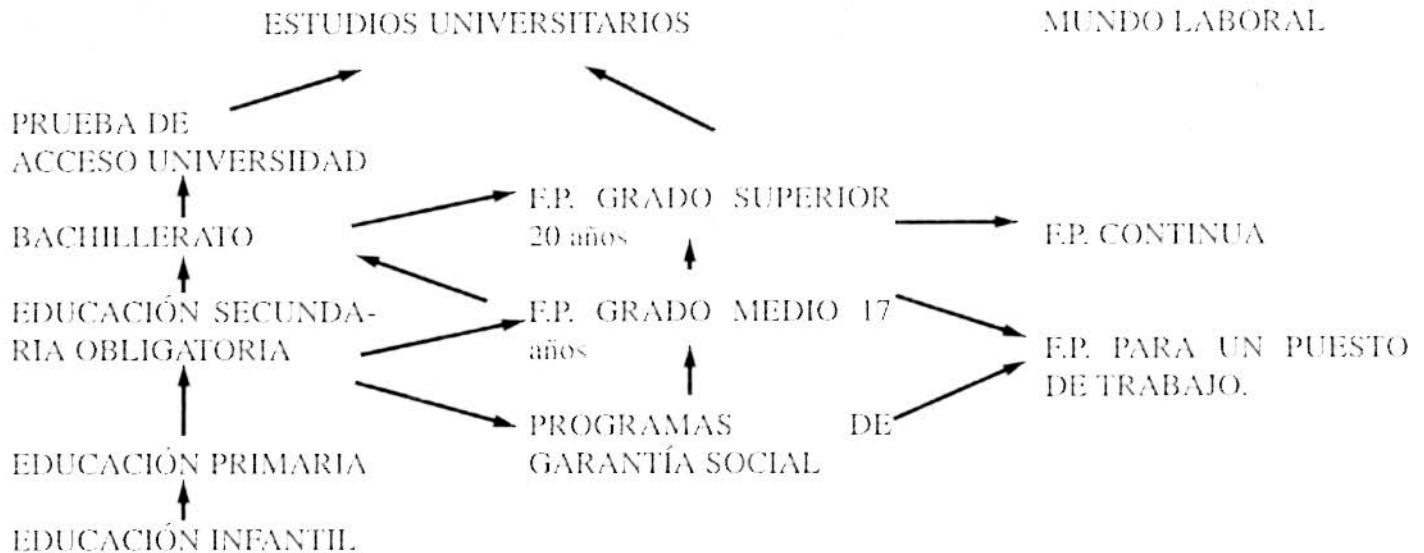 ESTUDIOS UNIVERSITARIOS
MUNDO LABORAL
PRUEBA DE
ACCESO UNIVERSIDAD
BACHILLERATO
EDUCACIÓN SECUNDA-
RIA OBLIGATORIA
EDUCACIÓN PRIMARIA
EDUCACIÓN INFANTIL
F.P. GRADO SUPERIOR
20 años
F.P. GRADO MEDIO 17
años
PROGRAMAS DE
GARANTÍA SOCIAL
F.P. CONTINUA
F.P. PARA UN PUESTO
DE TRABAJO.